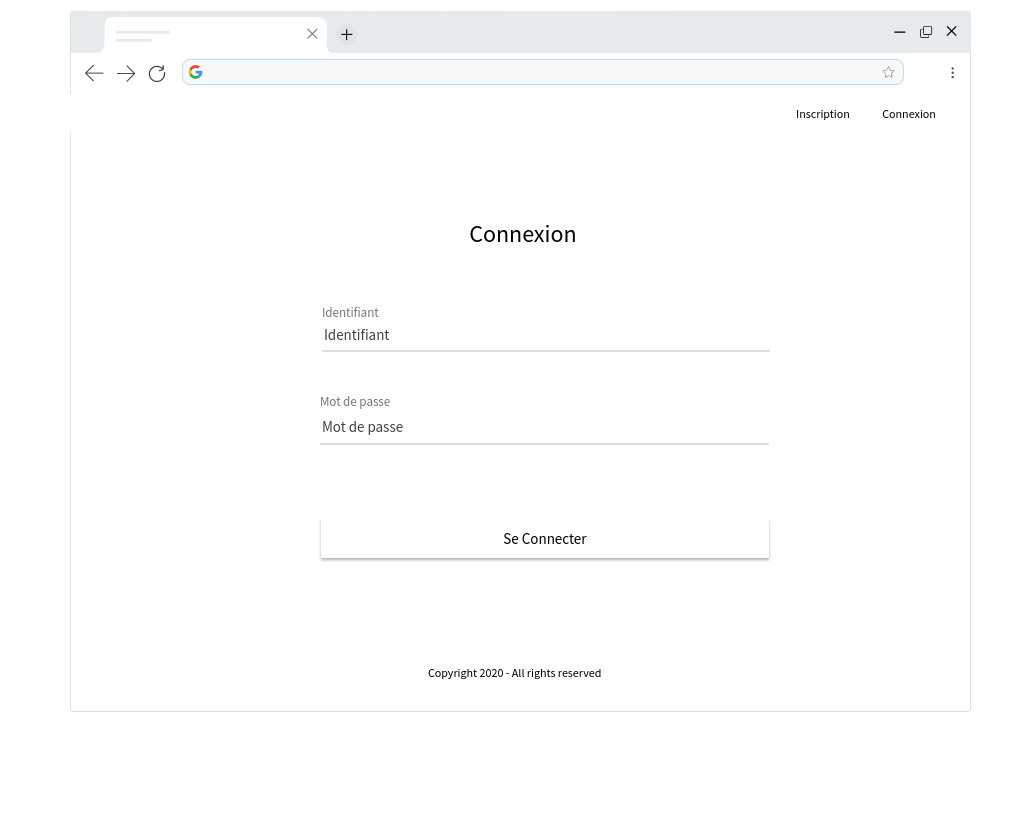 Inscription Connexion
Connexion
Identifiant
Identifiant
Mot de passe
Mot de passe
Se Connecter
Copyright 2020 - All rights reserved